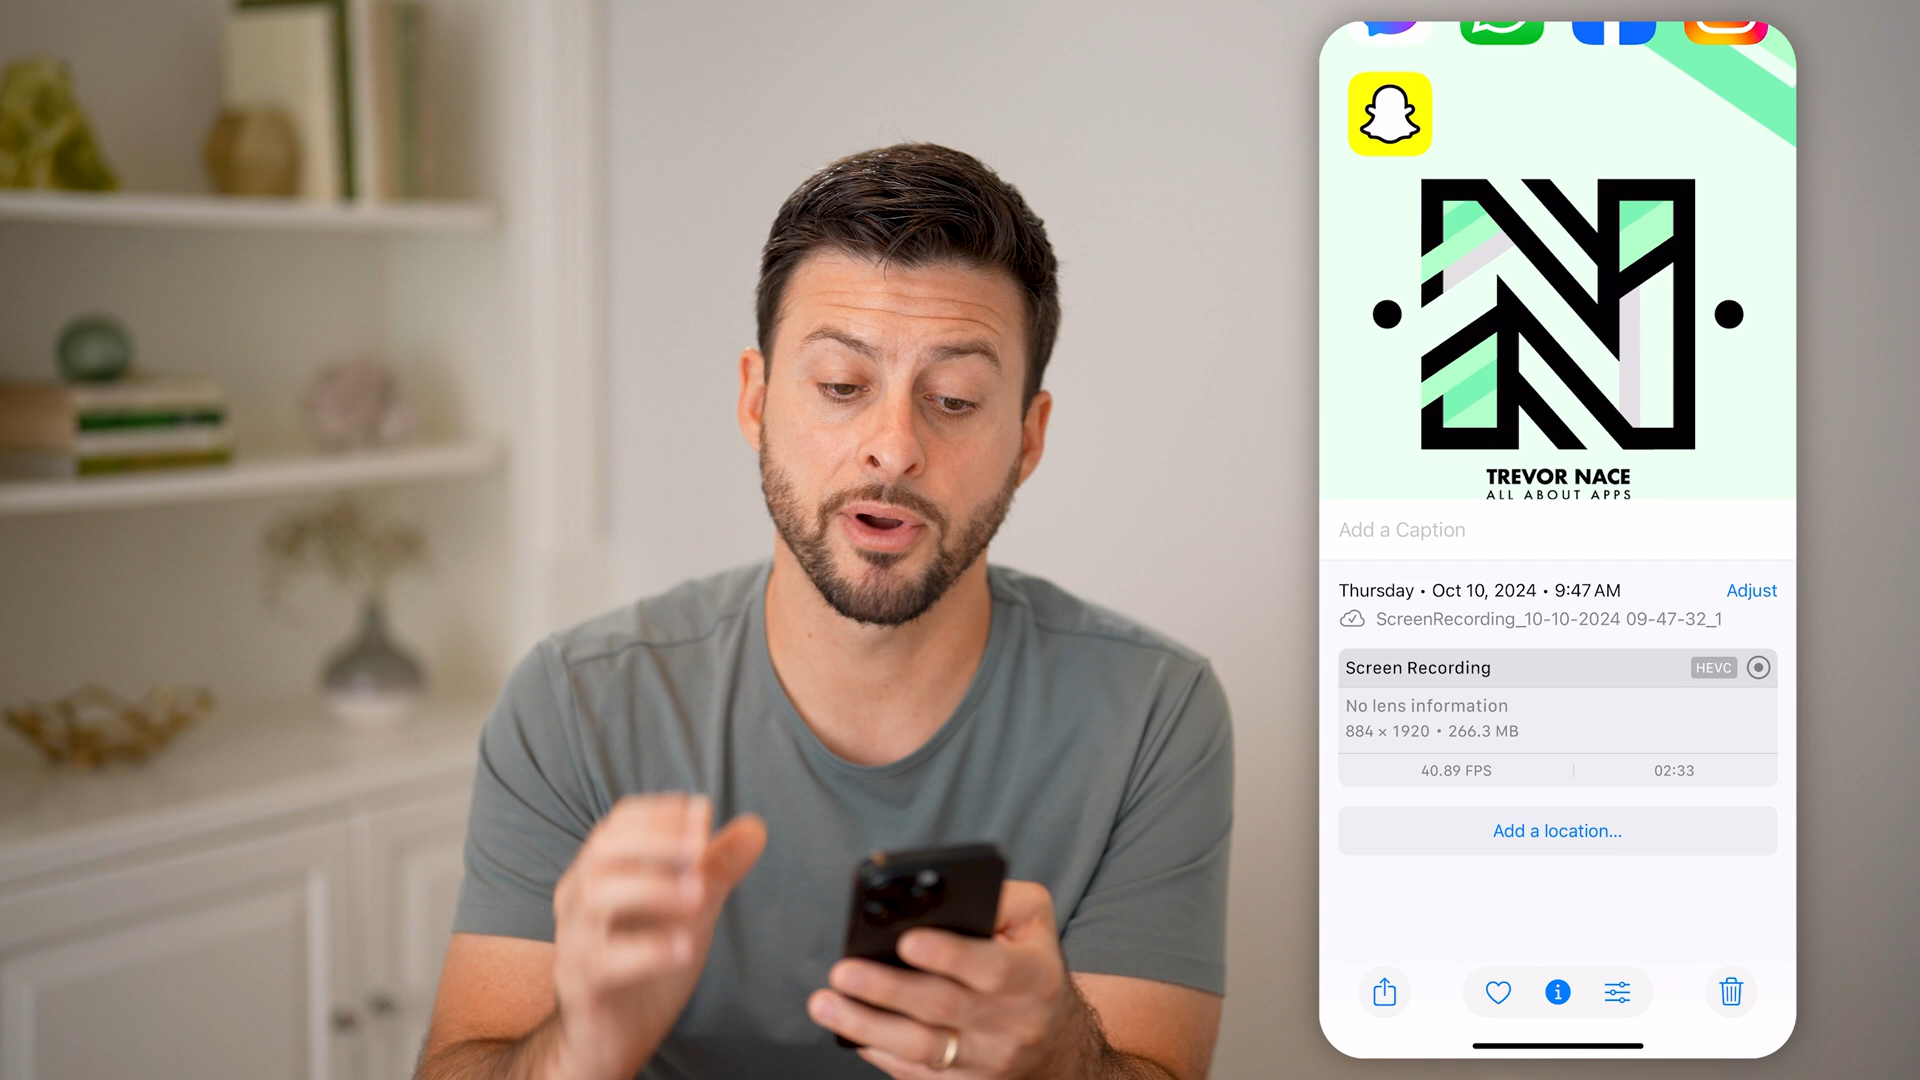 TREVOR NACE
ALL ABOUT APPS
Add a Caption
Thursday • Oct 10, 2024 • 9:47 AM
Adjust
ScreenRecording_10-10-2024 09-47-32_1
Screen Recording
HEVC
No lens information
884 × 1920 • 266.3 MB
40.89 FPS
02:33
Add a location...